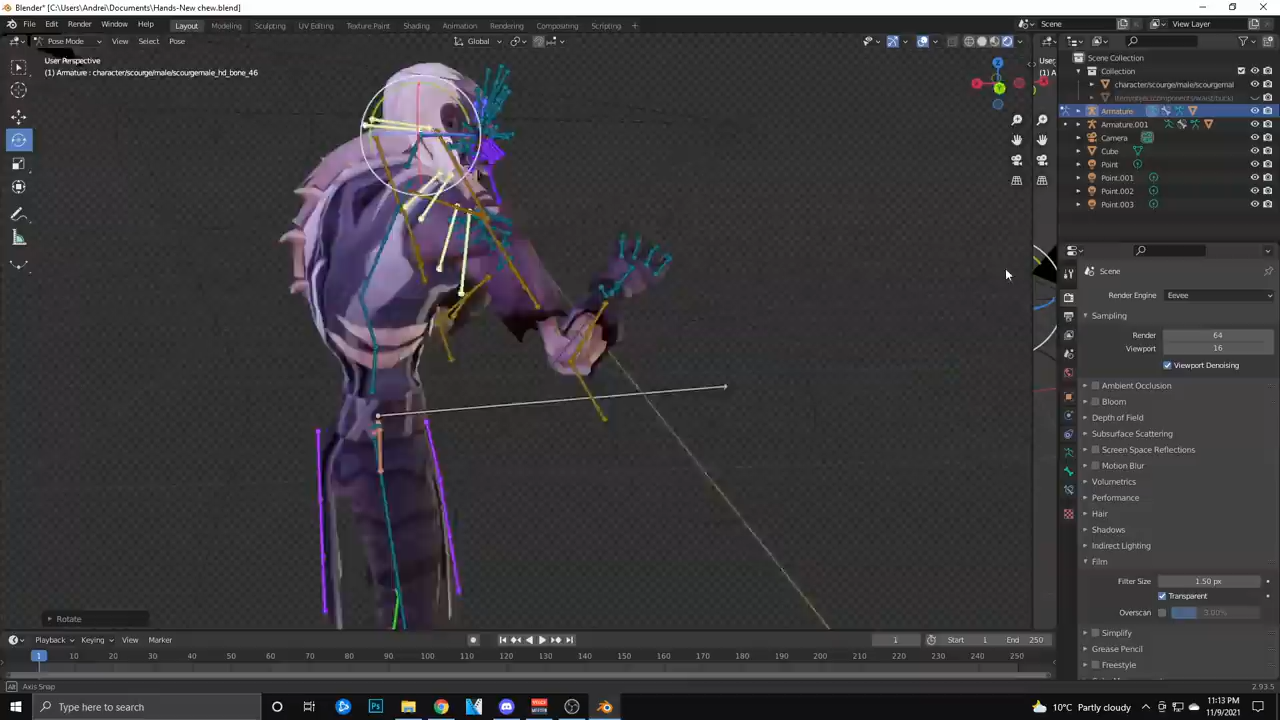 Blender* [C:\Users\Andrei\Documents\Hands-New chew.blend]
File Edit Render Window Help Layout Modeling Sculpting UV Editing Texture Paint Shading Animation Rendering Compositing Scripting + Scene View Layer
Pose Mode View Select Pose Global
User Perspective
(1) Armature : character/scourge/male/scourgemale_hd_bone_46
Scene Collection
Collection
character/scourge/male/scourgemal
Armature
Armature.001
Camera
Cube
Point
Point.001
Point.002
Point.003
Scene
Render Engine Eevee
Sampling
Render 64
Viewport 16
Viewport Denoising
Ambient Occlusion
Bloom
Depth of Field
Subsurface Scattering
Screen Space Reflections
Motion Blur
Volumetrics
Performance
Hair
Shadows
Indirect Lighting
Film
Filter Size 1.50 px
Transparent
Overscan 3.00%
Simplify
Grease Pencil
Freestyle
Rotate
Playback Keying View Marker 1 Start 1 End 250
1 10 20 30 40 50 60 70 80 90 100 110 120 130 140 150 160 170 180 190 200 210 220 230 240 250
Axis Snap 2.93.5
Type here to search
10°C Partly cloudy
11:13 PM
11/9/2021